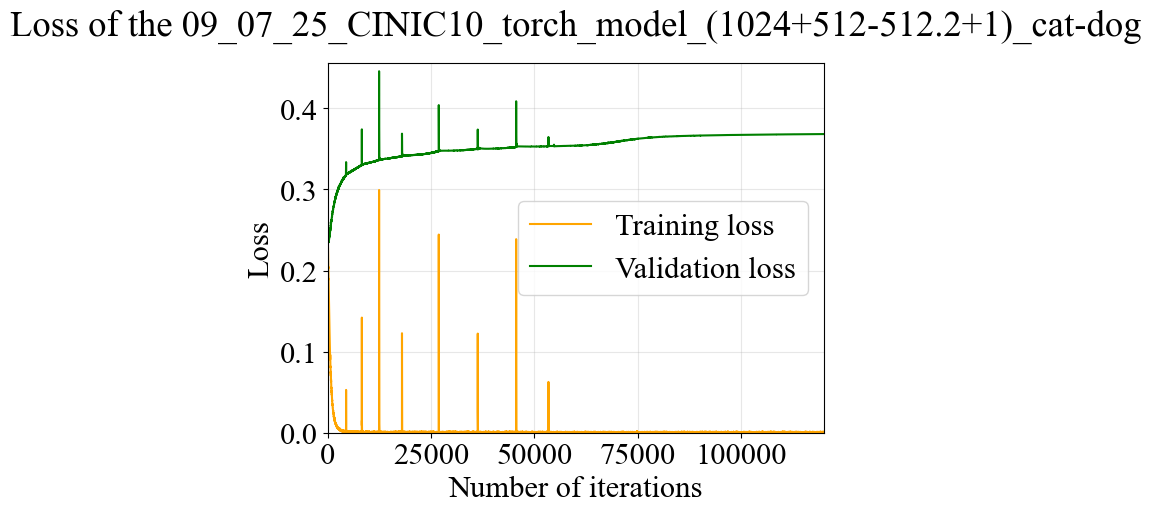 Loss of the 09_07_25_CINIC10_torch_model_(1024+512-512.2+1)_cat-dog
0.4
0.3
0.2
0.1
0.0
Loss
Training loss
Validation loss
0 25000 50000 75000 100000
Number of iterations